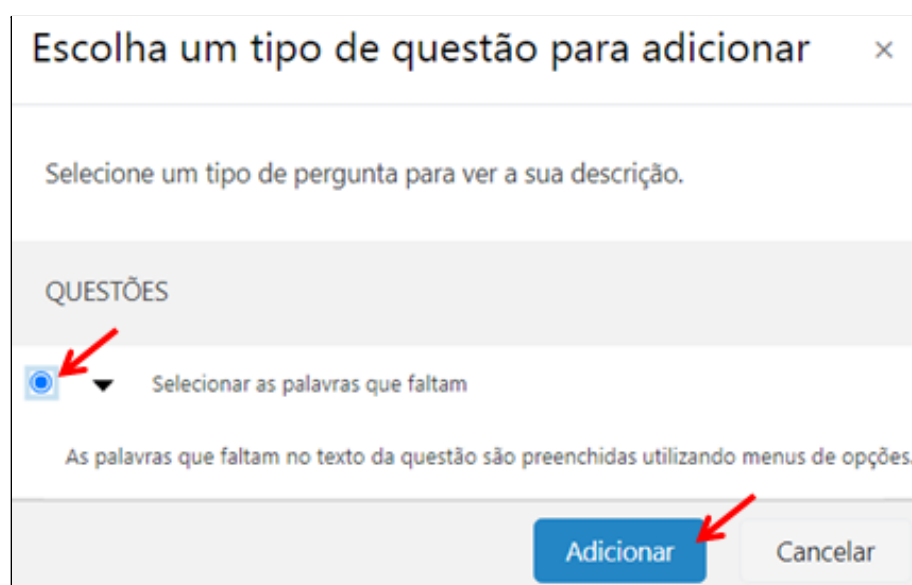 Escolha um tipo de questão para adicionar ×
Selecione um tipo de pergunta para ver a sua descrição.
QUESTÕES
Selecionar as palavras que faltam
As palavras que faltam no texto da questão são preenchidas utilizando menus de opções.
Adicionar Cancelar